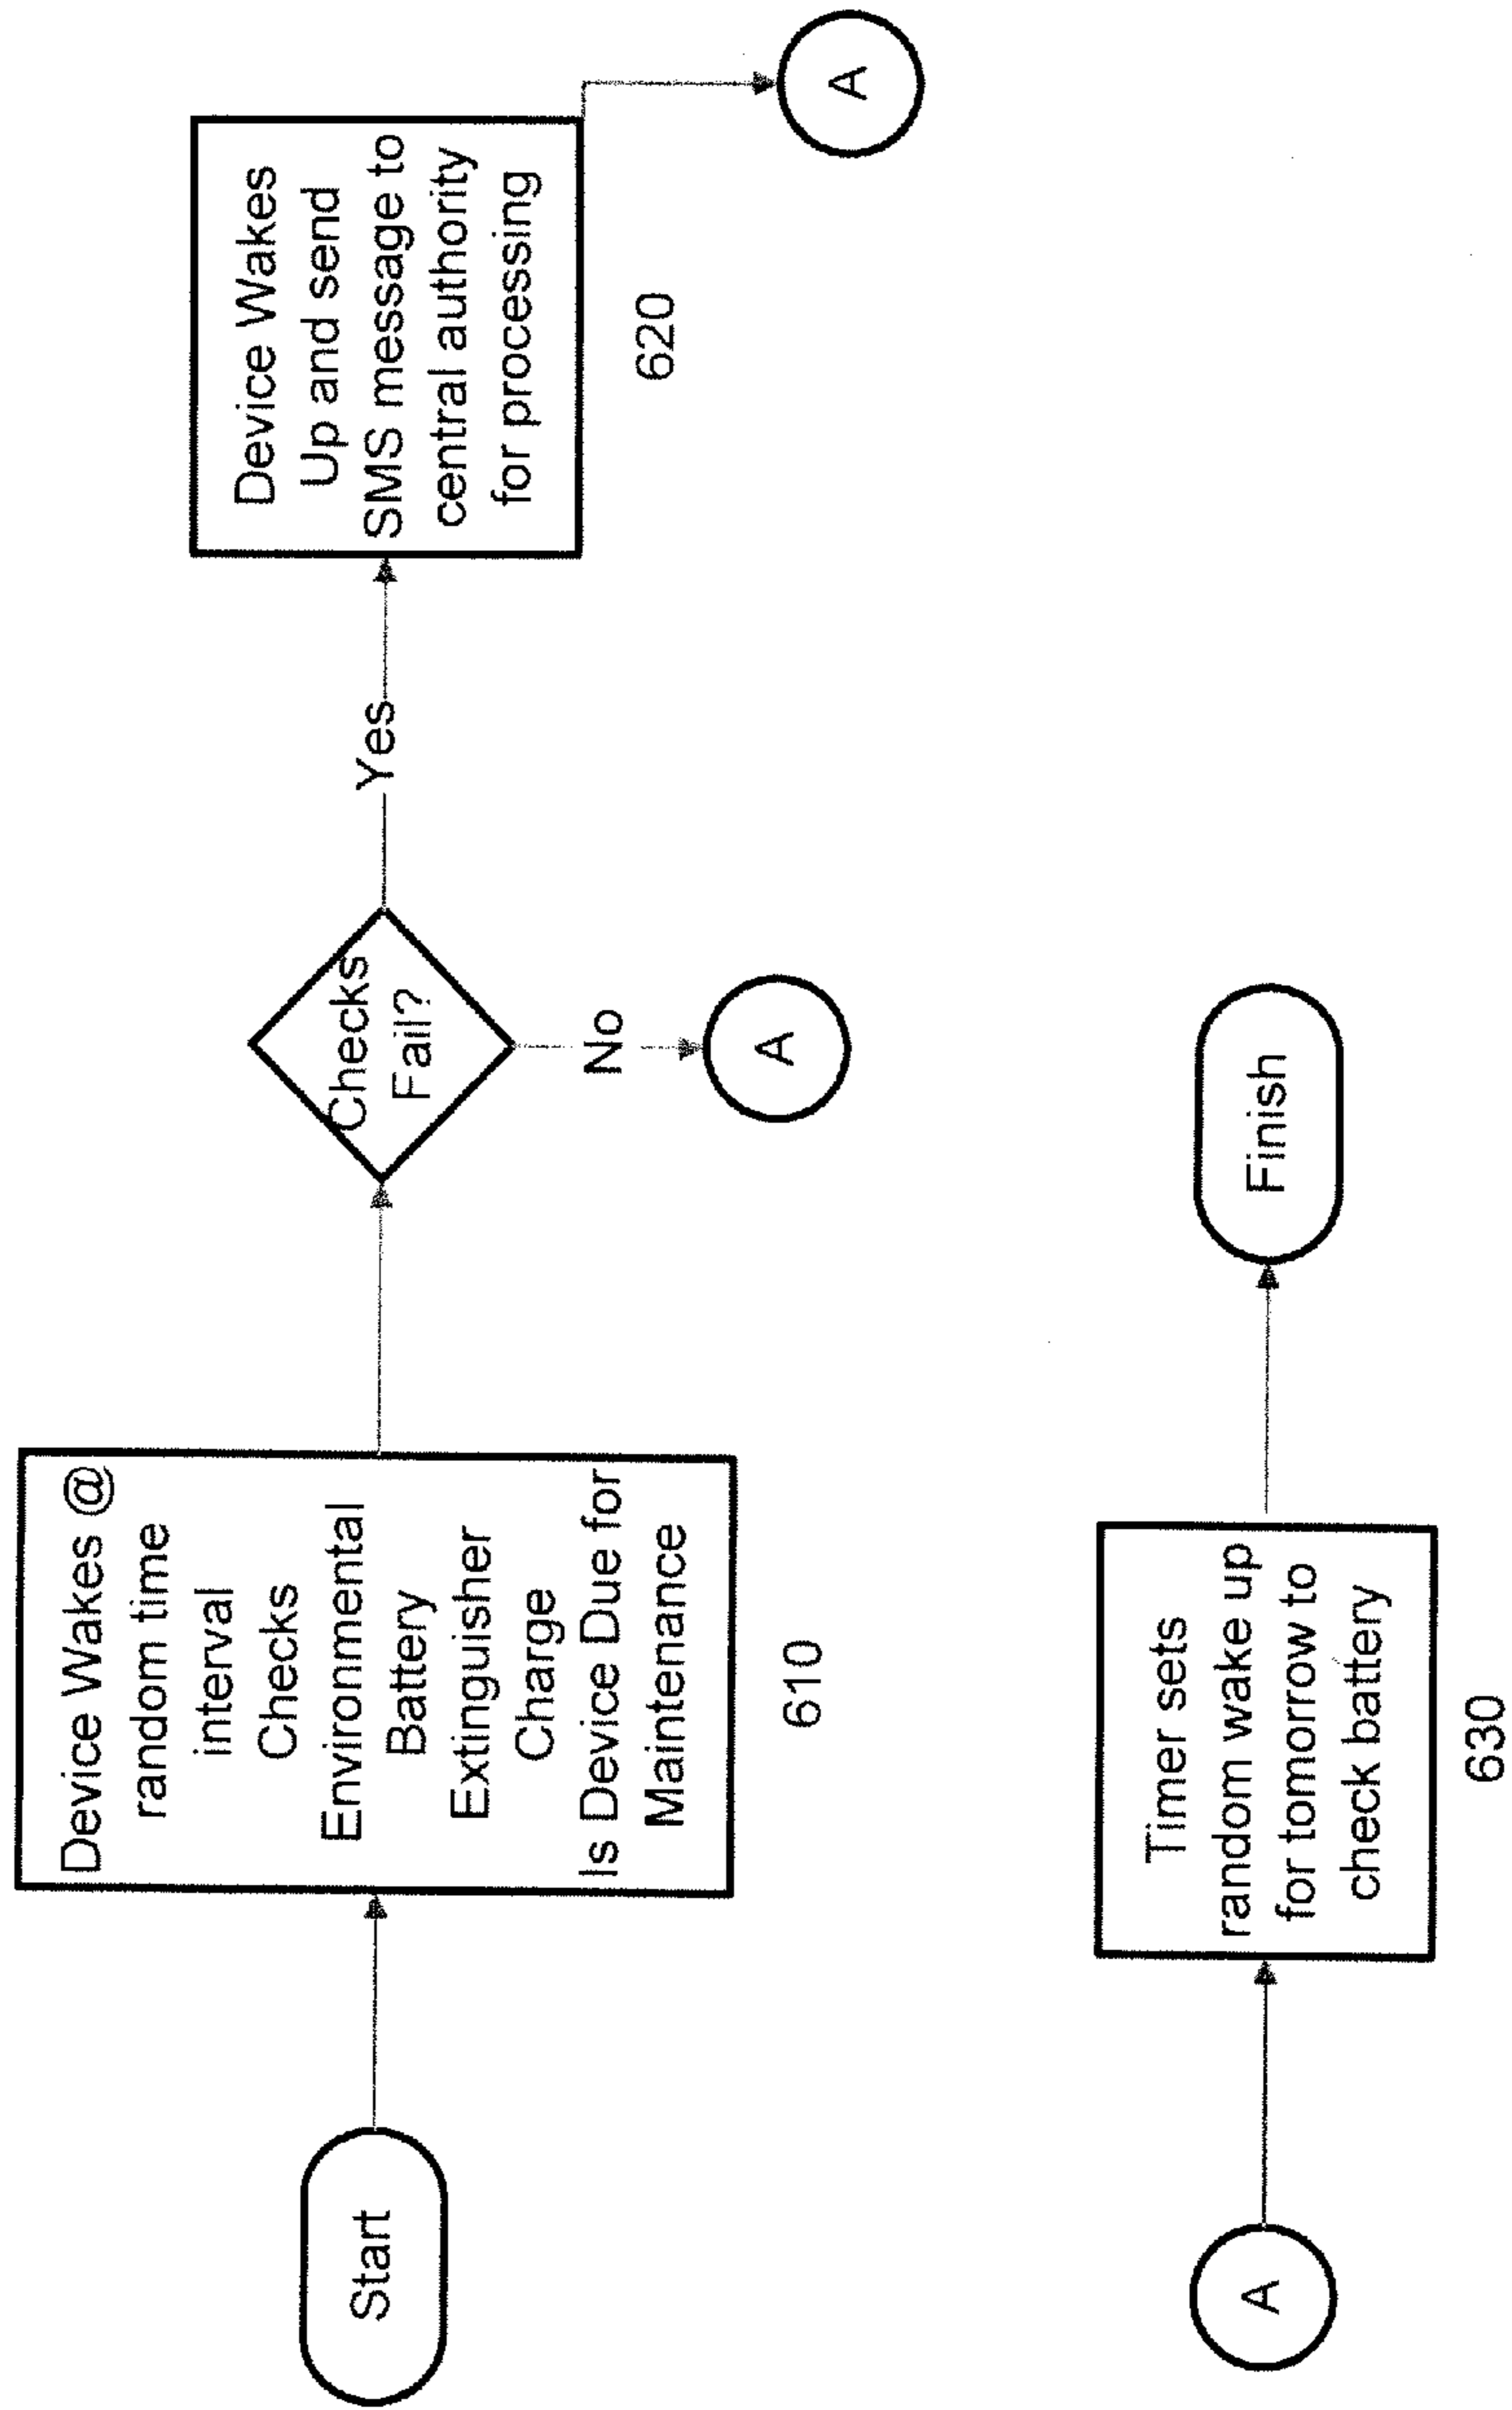 Start
Device Wakes @
random time
interval
Checks
Environmental
Battery
Extinguisher
Charge
Is Device Due for
Maintenance
610
Checks
Fail?
Yes
No
A
Device Wakes
Up and send
SMS message to
central authority
for processing
620
A
A
Timer sets
random wake up
for tomorrow to
check battery
630
Finish